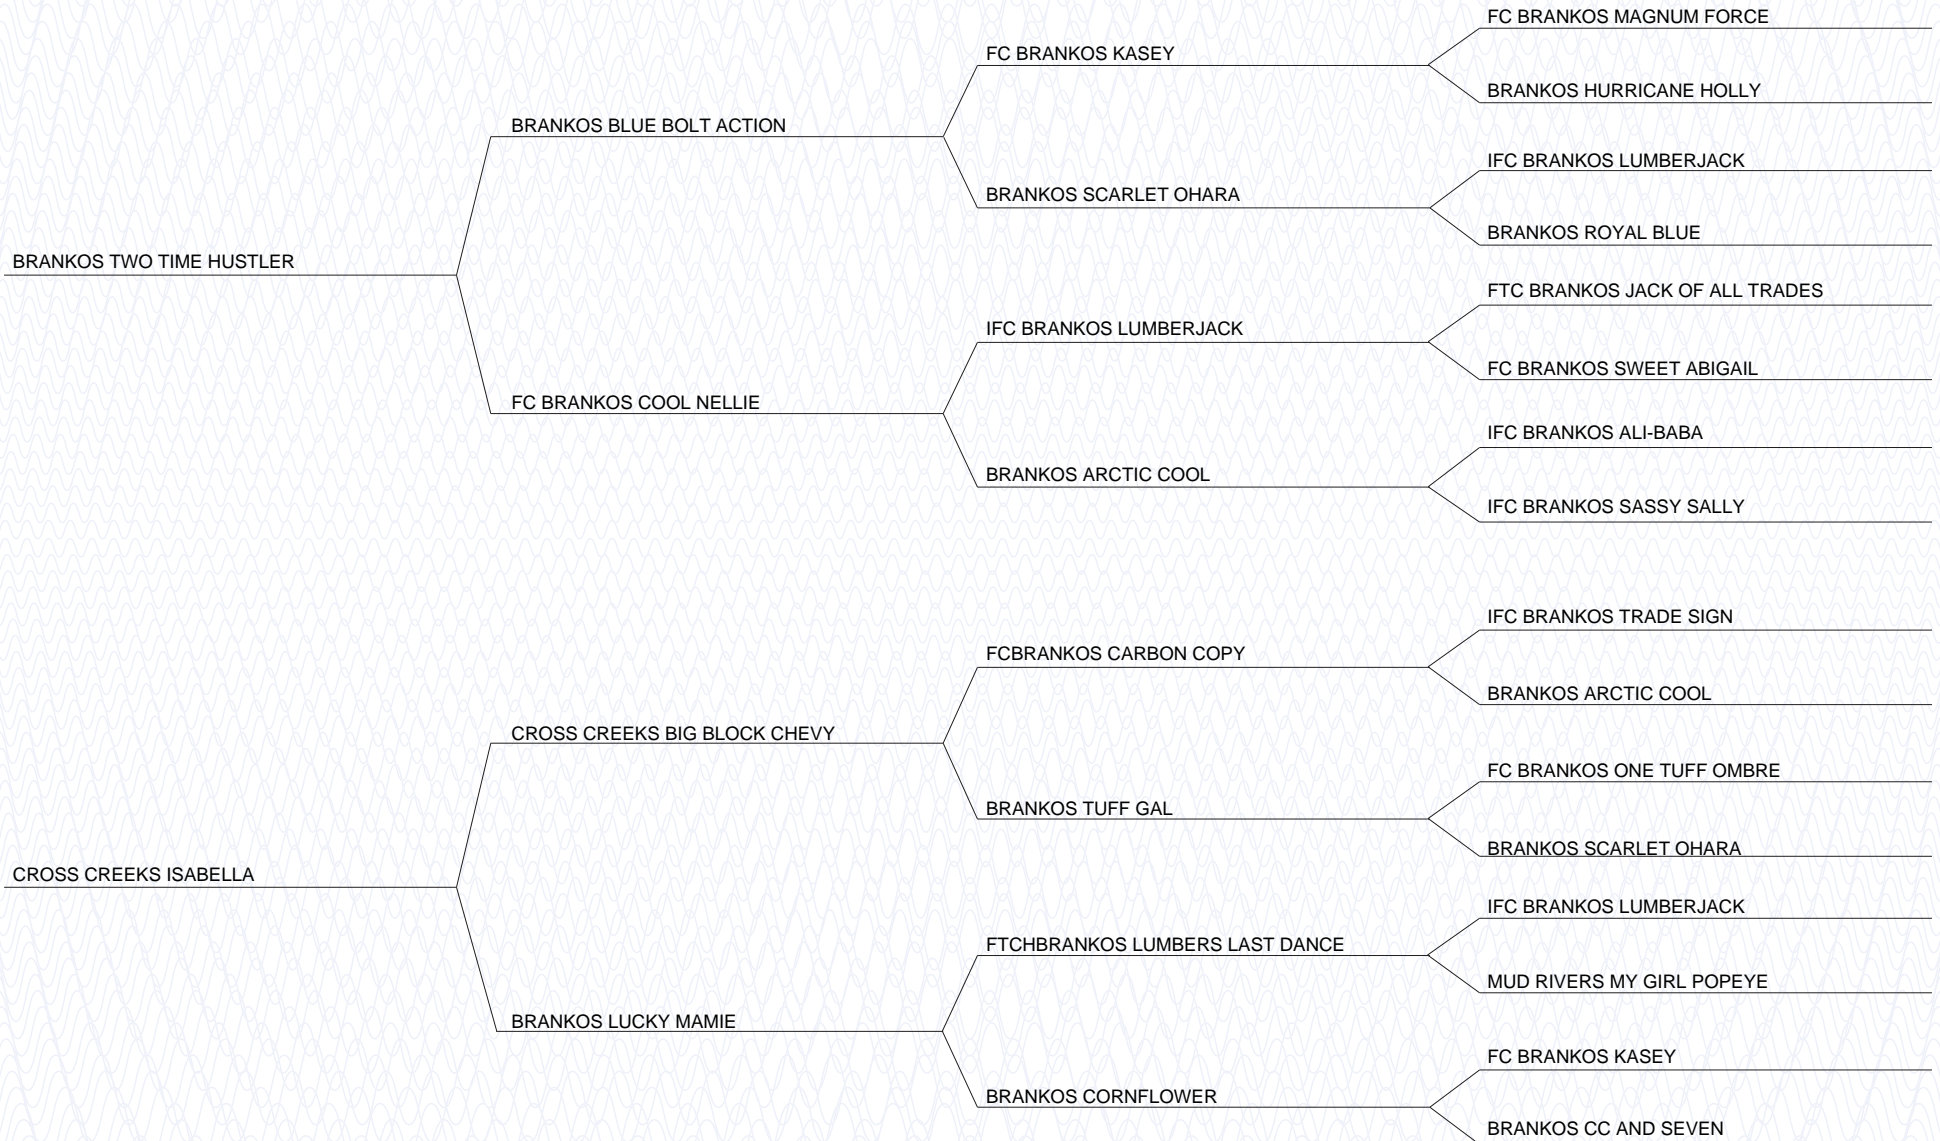 FC BRANKOS MAGNUM FORCE
FC BRANKOS KASEY
BRANKOS HURRICANE HOLLY
BRANKOS BLUE BOLT ACTION
IFC BRANKOS LUMBERJACK
BRANKOS SCARLET OHARA
BRANKOS ROYAL BLUE
BRANKOS TWO TIME HUSTLER
FTC BRANKOS JACK OF ALL TRADES
IFC BRANKOS LUMBERJACK
FC BRANKOS SWEET ABIGAIL
FC BRANKOS COOL NELLIE
IFC BRANKOS ALI-BABA
BRANKOS ARCTIC COOL
IFC BRANKOS SASSY SALLY
IFC BRANKOS TRADE SIGN
FCBRANKOS CARBON COPY
BRANKOS ARCTIC COOL
CROSS CREEKS BIG BLOCK CHEVY
FC BRANKOS ONE TUFF OMBRE
BRANKOS TUFF GAL
BRANKOS SCARLET OHARA
CROSS CREEKS ISABELLA
IFC BRANKOS LUMBERJACK
FTCHBRANKOS LUMBERS LAST DANCE
MUD RIVERS MY GIRL POPEYE
BRANKOS LUCKY MAMIE
FC BRANKOS KASEY
BRANKOS CORNFLOWER
BRANKOS CC AND SEVEN